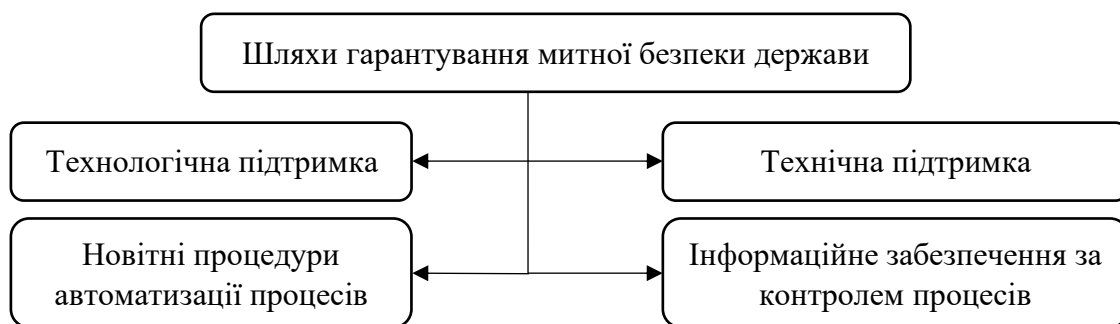 Шляхи гарантування митної безпеки держави
Технологічна підтримка
Технічна підтримка
Новітні процедури
автоматизації процесів
Інформаційне забезпечення за
контролем процесів